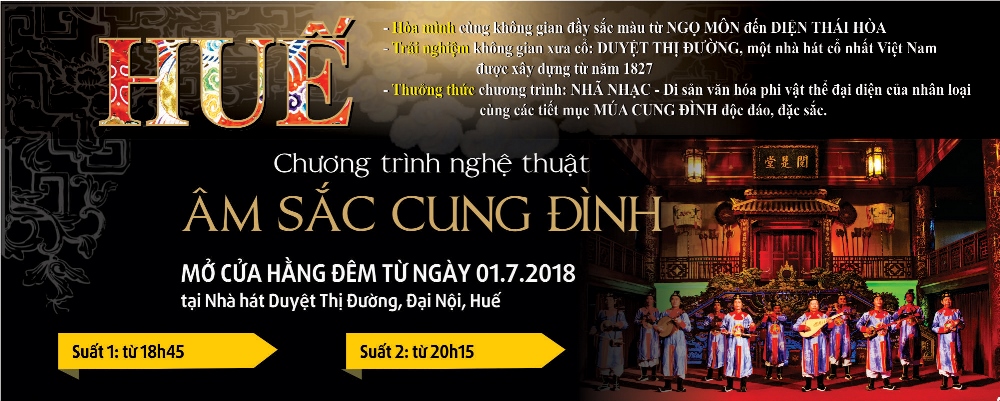 HUẾ
- Hòa mình cùng không gian đầy sắc màu từ NGỌ MÔN đến DIỆN THÁI HÒA
- Trải nghiệm không gian xưa cổ: DUYỆT THỊ ĐƯỜNG, một nhà hát cổ nhất Việt Nam
được xây dựng từ năm 1827
- Thưởng thức chương trình: NHÃ NHẠC - Di sản văn hóa phi vật thể đại diện của nhân loại
cùng các tiết mục MÚA CUNG ĐÌNH độc đáo, đặc sắc.
Chương trình nghệ thuật
ÂM SẮC CUNG ĐÌNH
MỞ CỬA HẰNG ĐÊM TỪ NGÀY 01.7.2018
tại Nhà hát Duyệt Thị Đường, Đại Nội, Huế
Suất 1: từ 18h45
Suất 2: từ 20h15
堂是閱